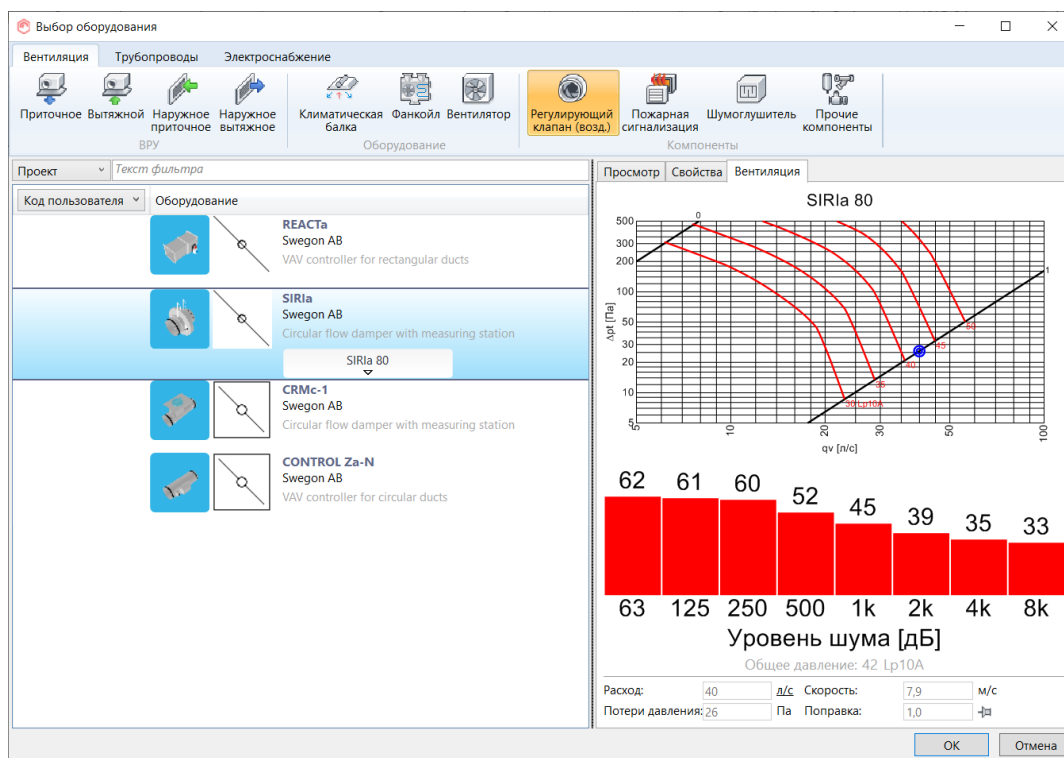 Выбор оборудования
Вентиляция Трубопроводы Электроснабжение
Приточное Вытяжной Наружное приточное Наружное вытяжное Климатическая балка Фанкойл Вентилятор Регулирующий клапан (возд.) Пожарная сигнализация Шумоглушитель Прочие компоненты
ВРУ Оборудование Компоненты
Проект Текст фильтра
Код пользователя Оборудование
REACTa
Swegon AB
VAV controller for rectangular ducts
SIRIa
Swegon AB
Circular flow damper with measuring station
SIRIa 80
CRMc-1
Swegon AB
Circular flow damper with measuring station
CONTROL Za-N
Swegon AB
VAV controller for circular ducts
Просмотр Свойства Вентиляция
SIRIa 80
0
500
300
200
100
50
30
20
10
5
Δpt [Па]
1
50
45
40
35
30 Lp10A
5 10 20 30 50 100
qv [л/с]
62 61 60 52 45 39 35 33
63 125 250 500 1k 2k 4k 8k
Уровень шума [дБ]
Общее давление: 42 Lp10A
Расход: 40 л/с Скорость: 7,9 м/с
Потери давления: 26 Па Поправка: 1,0
OK Отмена